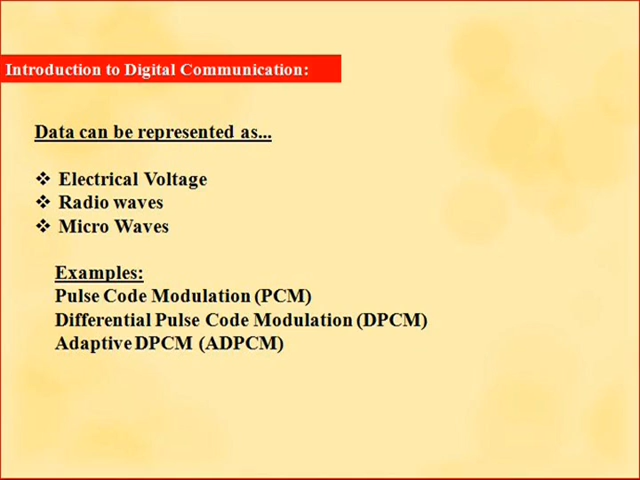 Introduction to Digital Communication:
Data can be represented as...
❖ Electrical Voltage
❖ Radio waves
❖ Micro Waves
Examples:
Pulse Code Modulation (PCM)
Differential Pulse Code Modulation (DPCM)
Adaptive DPCM (ADPCM)